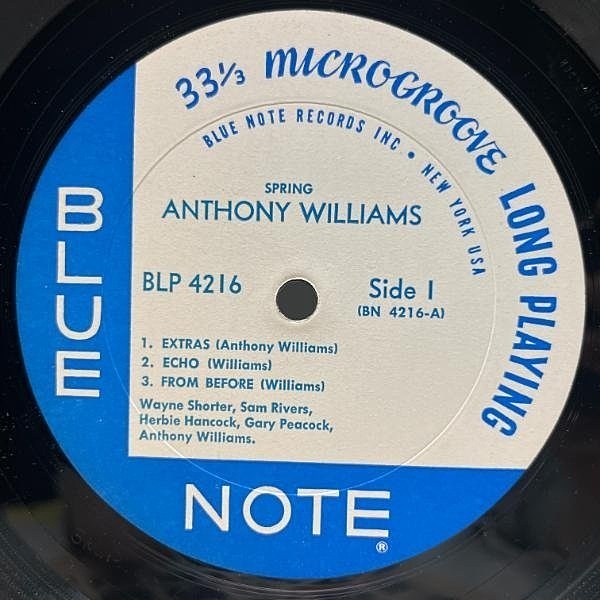 33⅓ MICROGROOVE LONG PLAYING
BLUE NOTE RECORDS INC • NEW YORK USA
SPRING
ANTHONY WILLIAMS
BLP 4216
Side 1
(BN 4216-A)
1. EXTRAS (Anthony Williams)
2. ECHO (Williams)
3. FROM BEFORE (Williams)
Wayne Shorter, Sam Rivers,
Herbie Hancock, Gary Peacock,
Anthony Williams.
BLUE
NOTE®